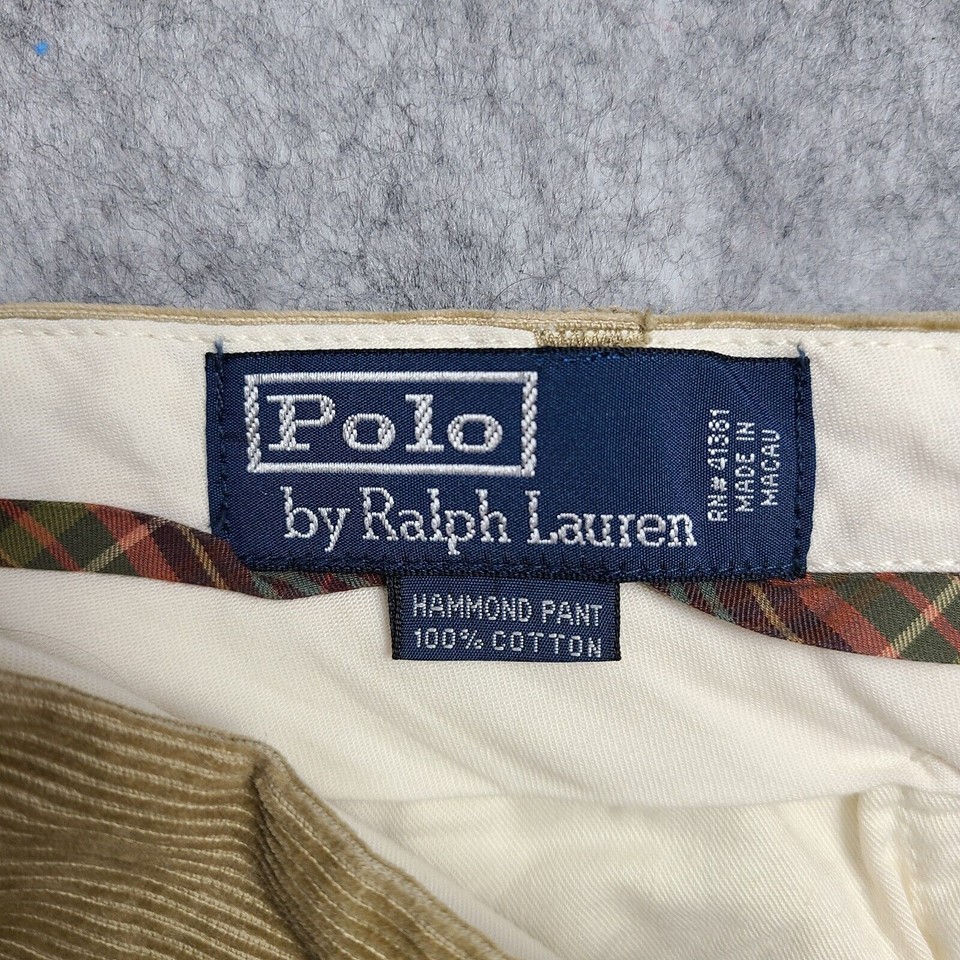 Polo
by Ralph Lauren
RN# 41381
MADE IN
MACAU
HAMMOND PANT
100% COTTON